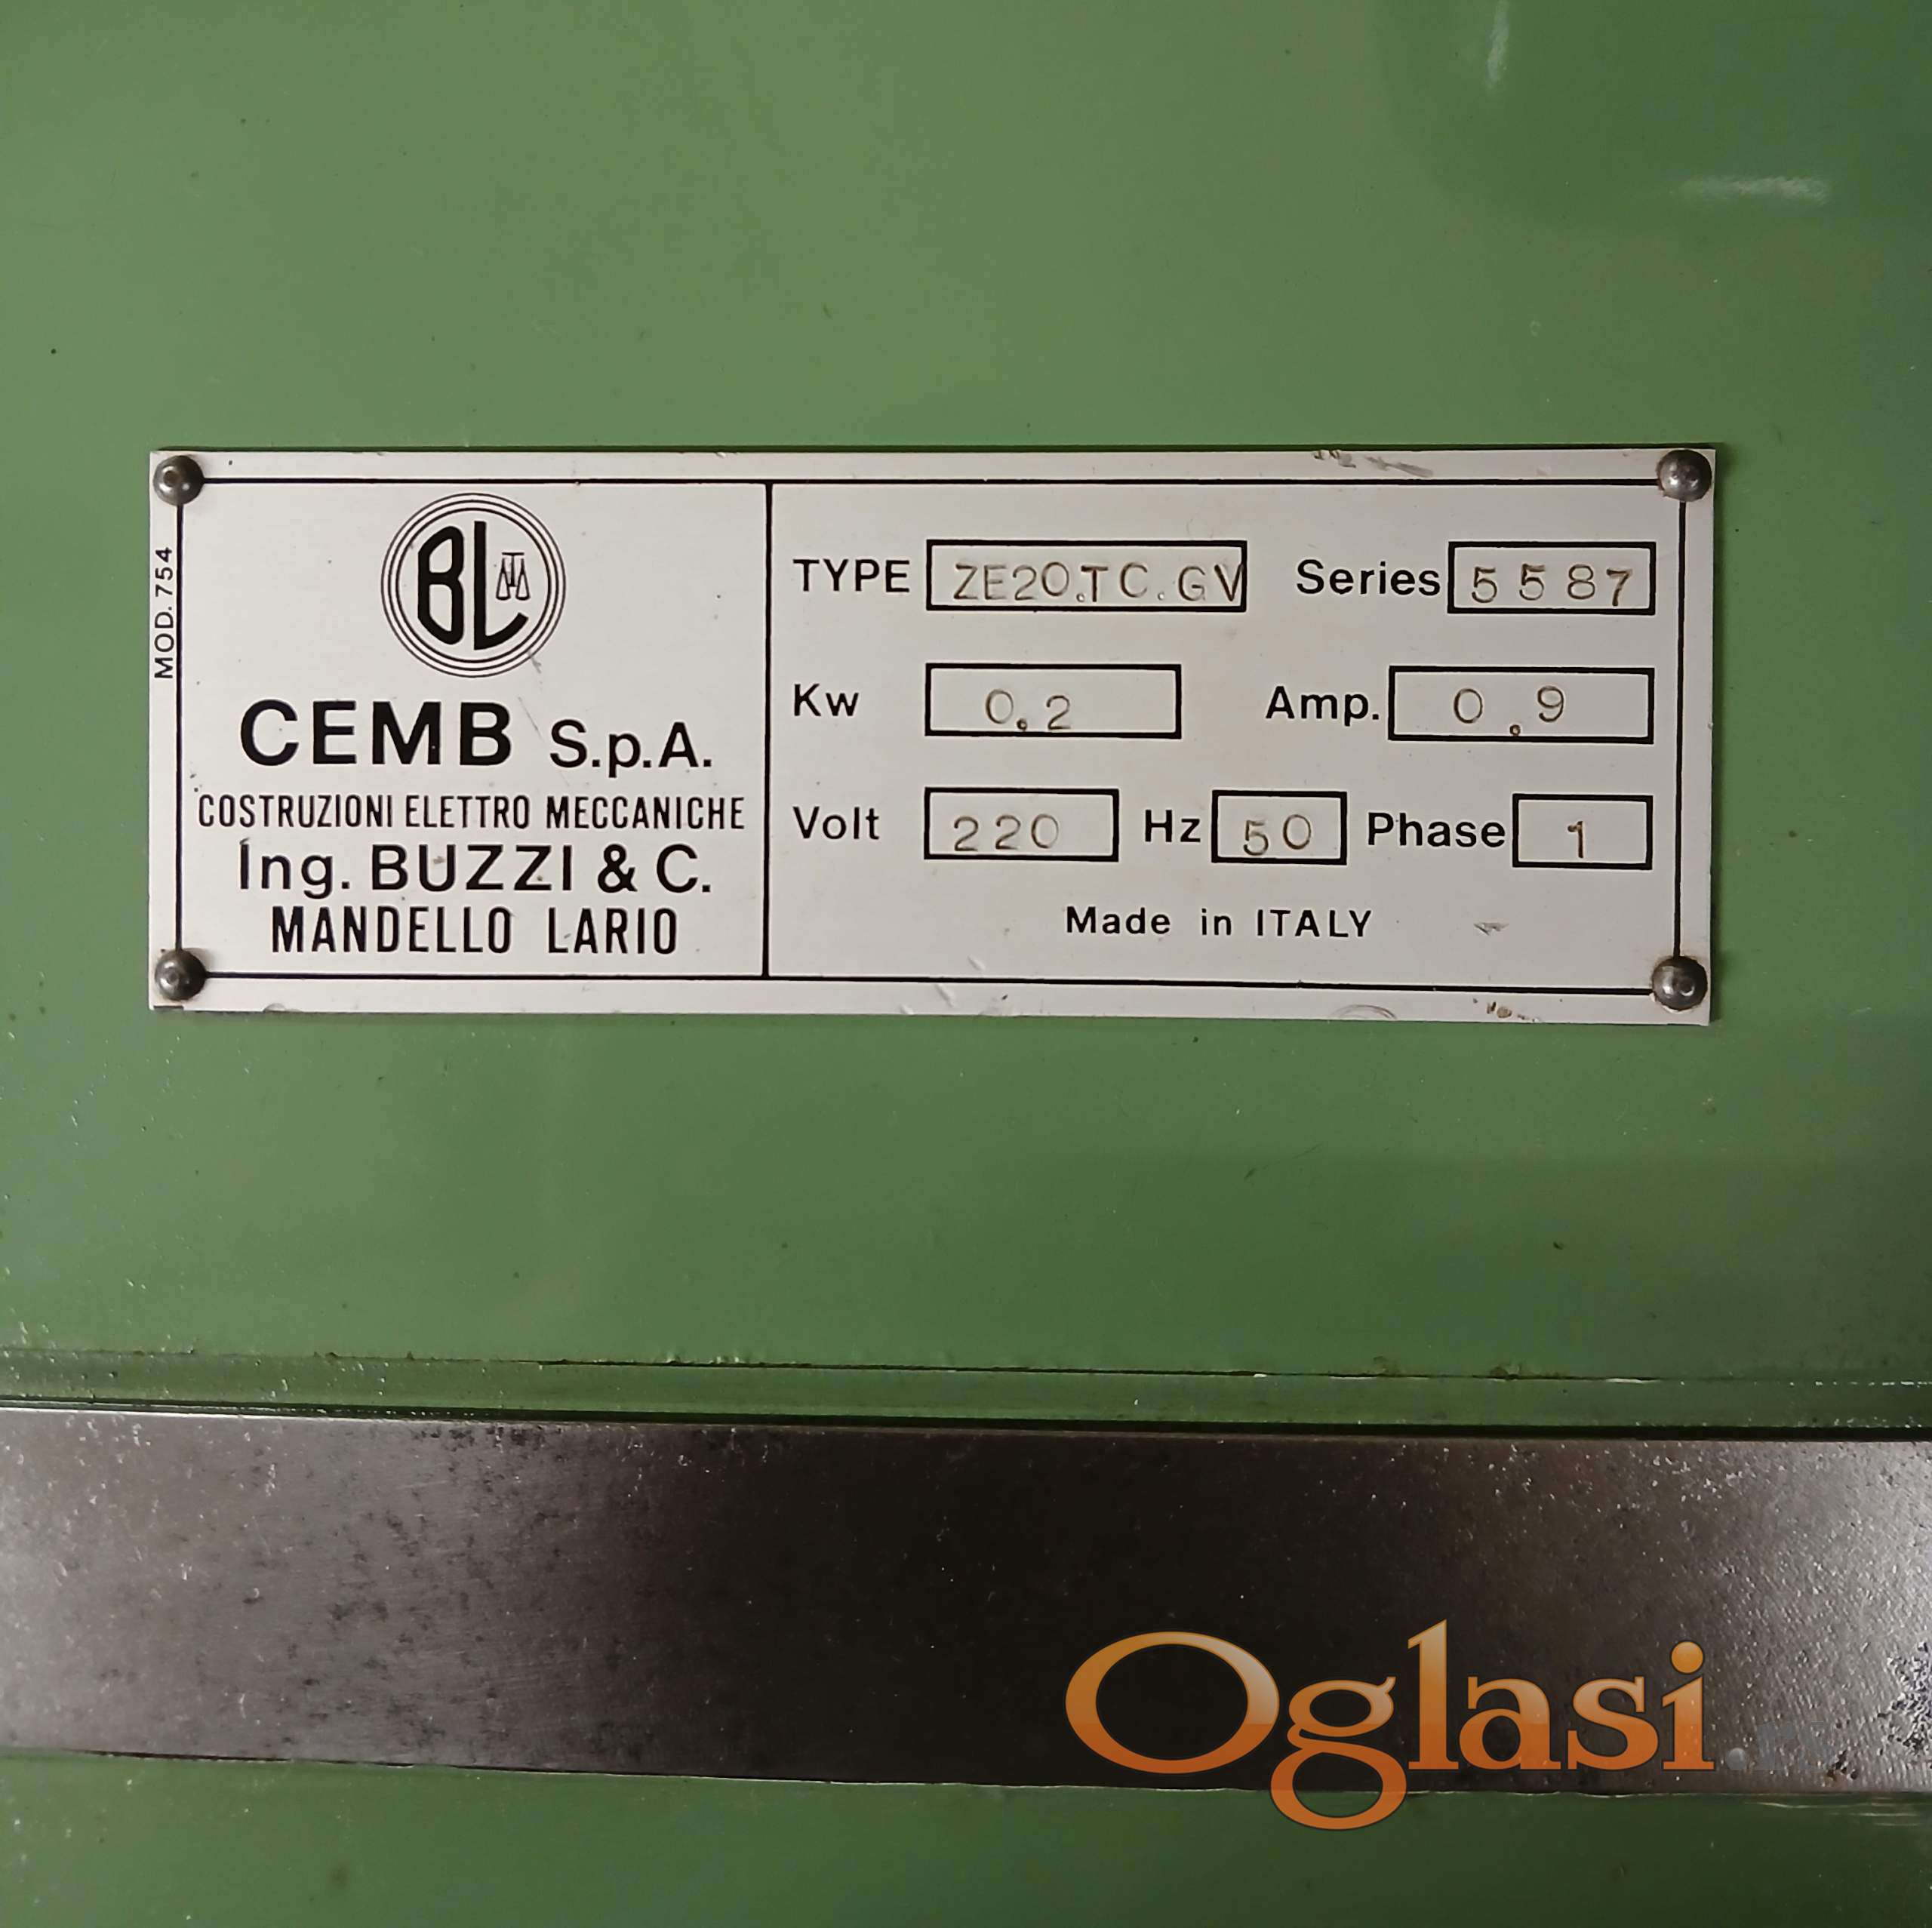 MOD. 754
BL
CEMB S.p.A.
COSTRUZIONI ELETTRO MECCANICHE
Ing. BUZZI & C.
MANDELLO LARIO
TYPE ZE20.TC.GV Series 5587
Kw 0.2 Amp. 0.9
Volt 220 Hz 50 Phase 1
Made in ITALY
Oglasi